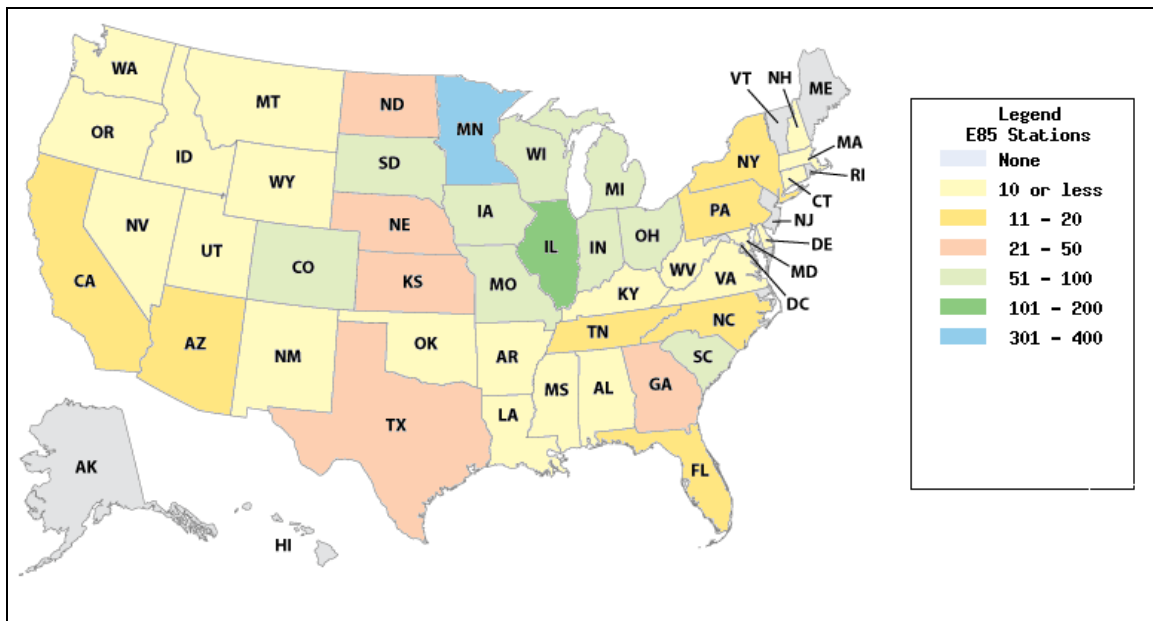 WA
MT
ND
MN
VT
NH
ME
OR
ID
SD
WI
MI
NY
MA
WY
RI
CT
NE
IA
PA
NJ
NV
UT
CO
IL
IN
OH
DE
MD
CA
KS
MO
WV
VA
DC
KY
AZ
NM
OK
AR
TN
NC
SC
MS
AL
GA
TX
LA
AK
FL
HI
Legend
E85 Stations
None
10 or less
11 - 20
21 - 50
51 - 100
101 - 200
301 - 400